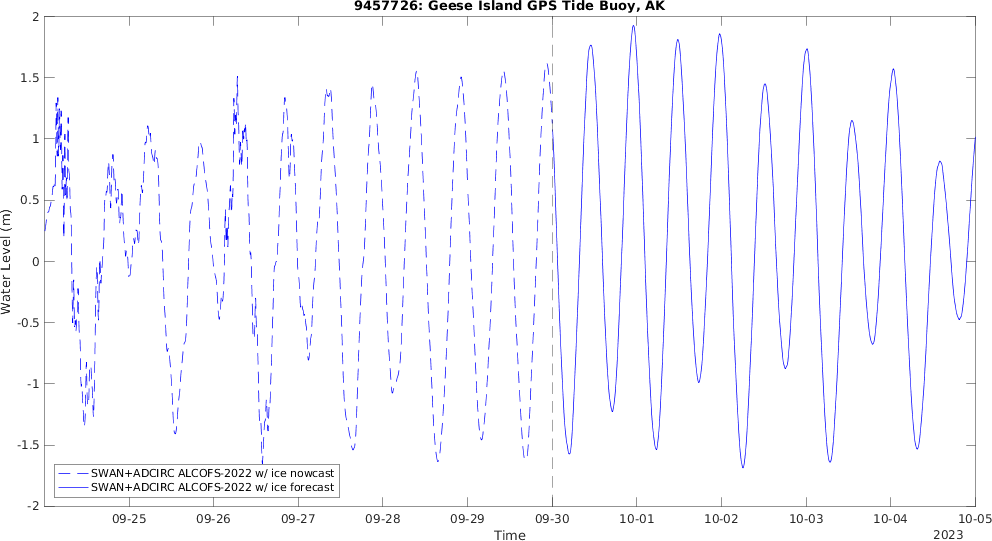 9457726: Geese Island GPS Tide Buoy, AK
2
1.5
1
0.5
0
-0.5
-1
-1.5
-2
Water Level (m)
SWAN+ADCIRC ALCOFS-2022 w/ ice nowcast
SWAN+ADCIRC ALCOFS-2022 w/ ice forecast
09-25 09-26 09-27 09-28 09-29 09-30 10-01 10-02 10-03 10-04 10-05
Time
2023